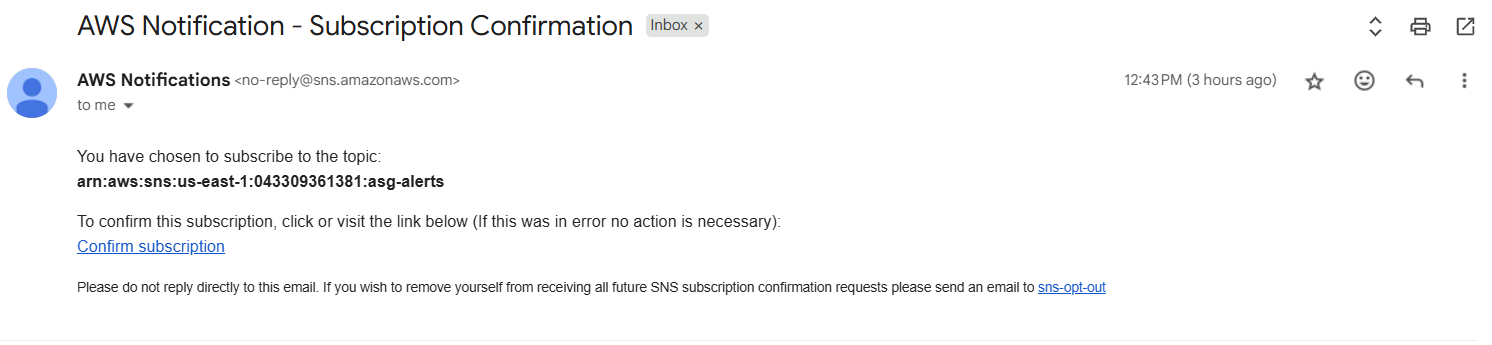 AWS Notification - Subscription Confirmation Inbox ×
AWS Notifications <no-reply@sns.amazonaws.com> 12:43 PM (3 hours ago)
to me
You have chosen to subscribe to the topic:
arn:aws:sns:us-east-1:043309361381:asg-alerts
To confirm this subscription, click or visit the link below (If this was in error no action is necessary):
Confirm subscription
Please do not reply directly to this email. If you wish to remove yourself from receiving all future SNS subscription confirmation requests please send an email to sns-opt-out